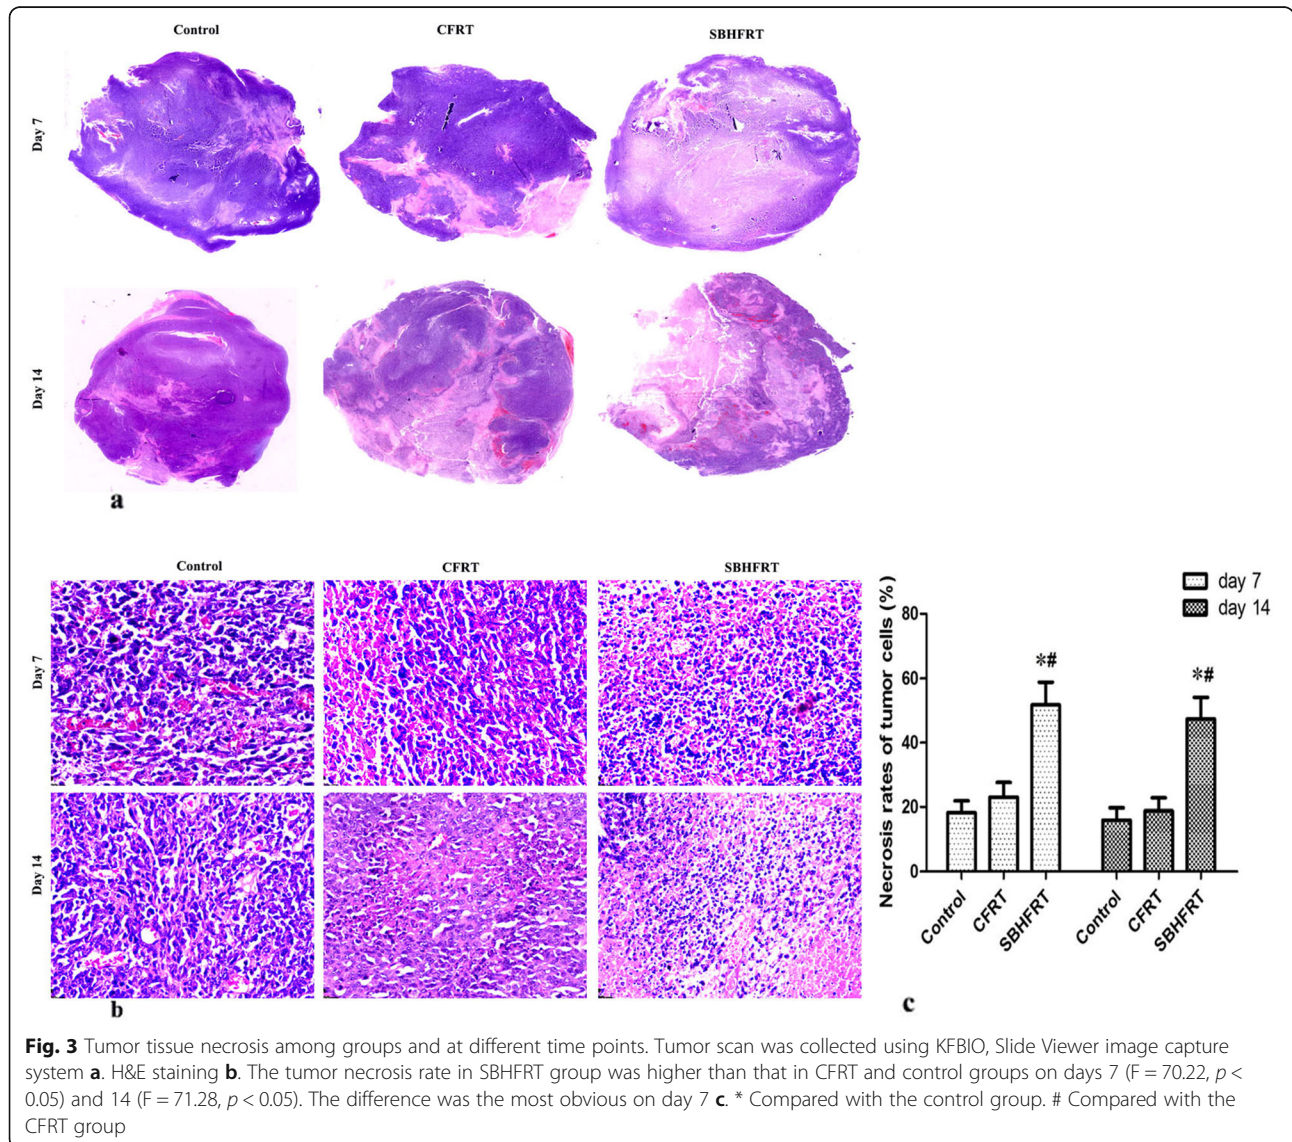 Control CFRT SBHFRT
Day 7
Day 14
a
Control CFRT SBHFRT
Day 7
Day 14
b
day 7
day 14
Necrosis rates of tumor cells (%)
80
60
40
20
0
*#
*#
Control CFRT SBHFRT Control CFRT SBHFRT
c
Fig. 3 Tumor tissue necrosis among groups and at different time points. Tumor scan was collected using KFBIO, Slide Viewer image capture
system a. H&E staining b. The tumor necrosis rate in SBHFRT group was higher than that in CFRT and control groups on days 7 (F = 70.22, p <
0.05) and 14 (F = 71.28, p < 0.05). The difference was the most obvious on day 7 c. * Compared with the control group. # Compared with the
CFRT group